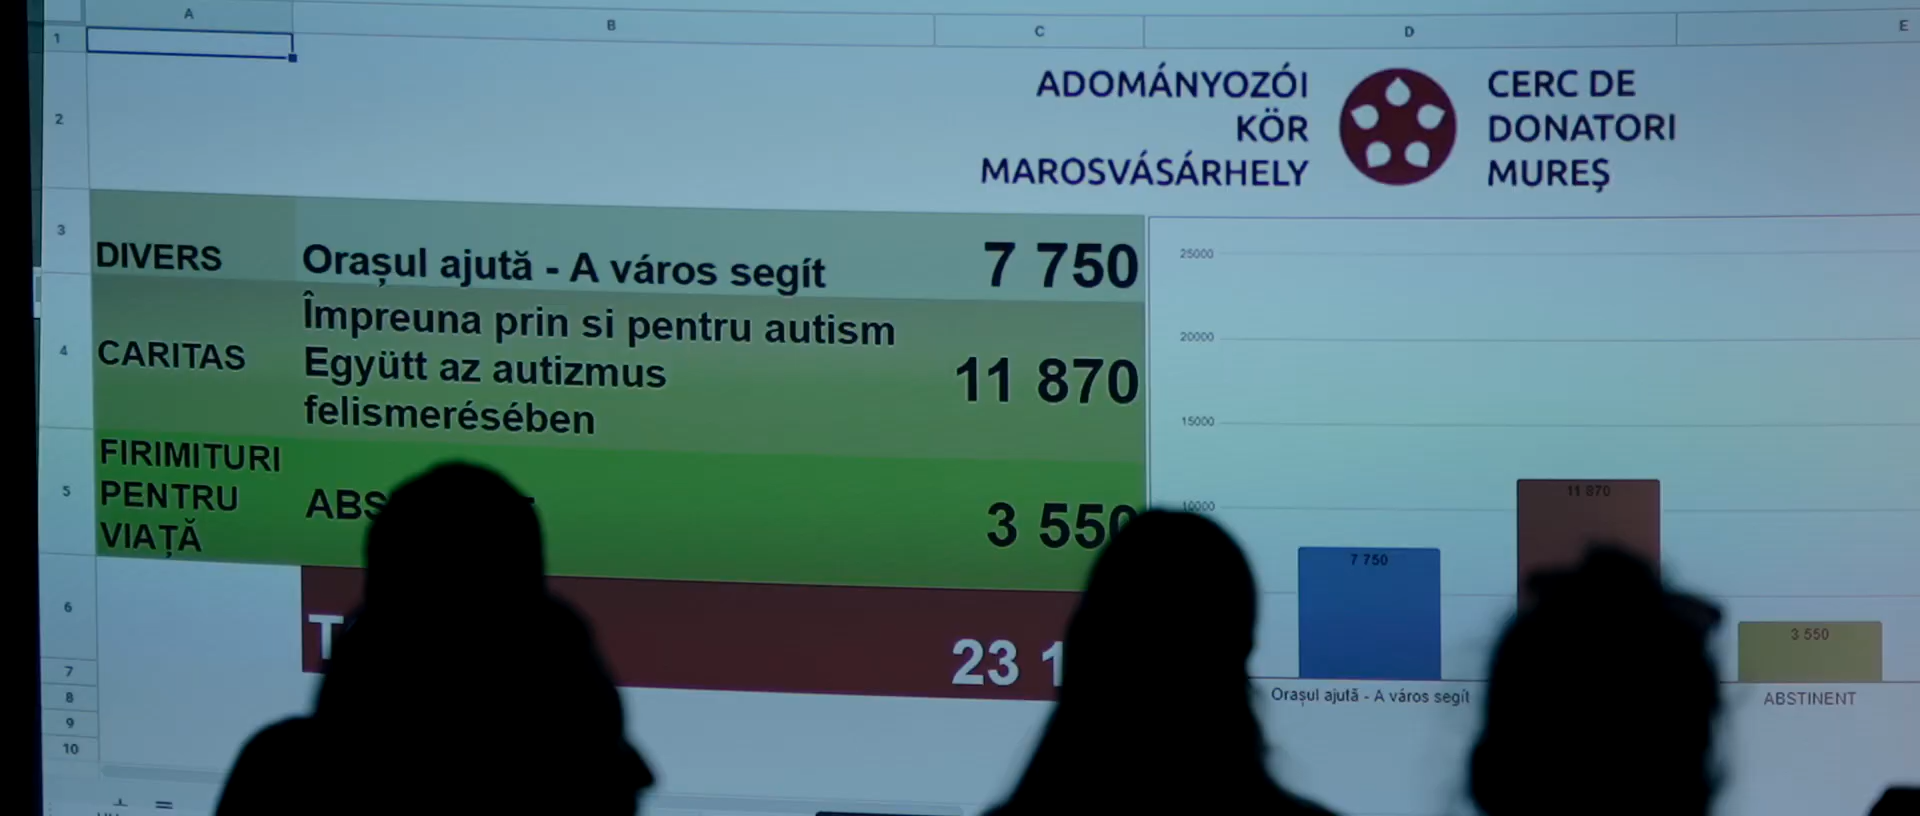 A B C D E
1
2
ADOMÁNYOZÓI
KÖR
MAROSVÁSÁRHELY
CERC DE
DONATORI
MUREȘ
3
DIVERS Orașul ajută - A város segít 7 750
4
CARITAS
Împreuna prin si pentru autism
Együtt az autizmus
felismerésében
11 870
5
FIRIMITURI
PENTRU
VIAȚĂ
3 550
6
23
7
8
9
10
25000
20000
15000
10000
7 750
11 870
3 550
Orașul ajută - A város segít
ABSTINENT